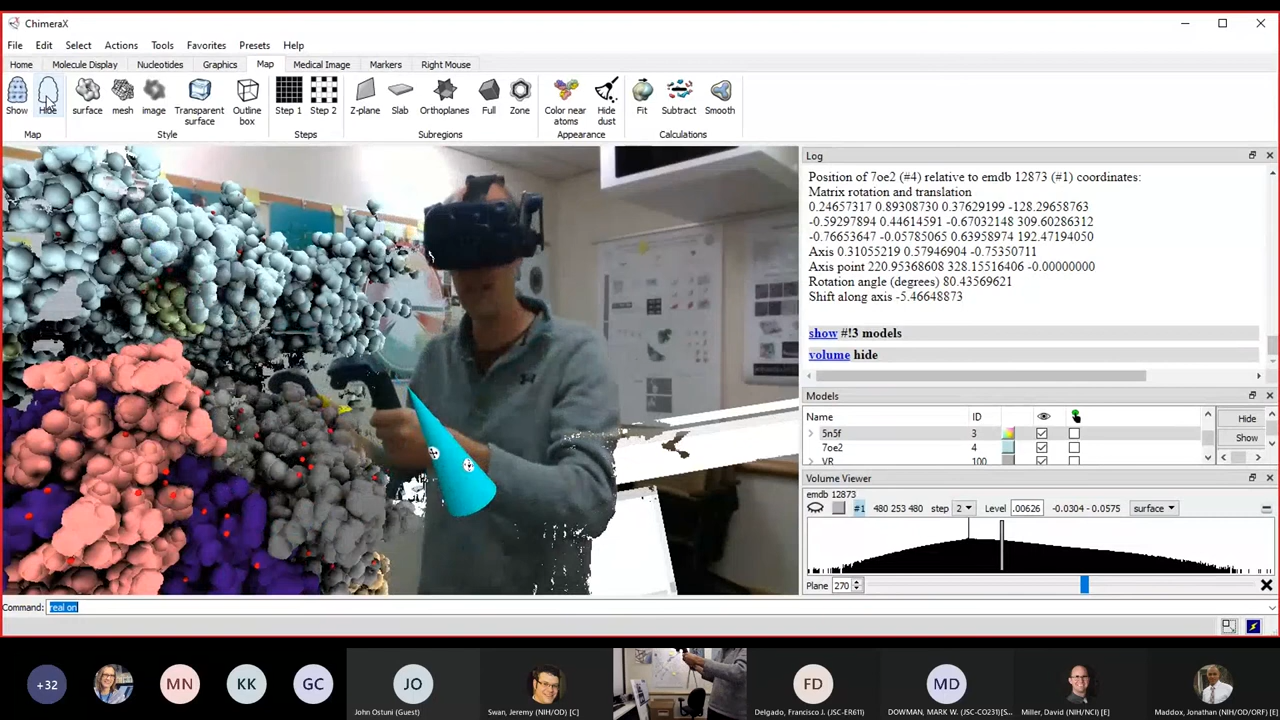 ChimeraX
File Edit Select Actions Tools Favorites Presets Help
Home Molecule Display Nucleotides Graphics Map Medical Image Markers Right Mouse
Show Hide surface mesh image Transparent surface Outline box Step 1 Step 2 Z-plane Slab Orthoplanes Full Zone Color near atoms Hide dust Fit Subtract Smooth
Map Style Steps Subregions Appearance Calculations
Log
Position of 7oe2 (#4) relative to emdb 12873 (#1) coordinates:
Matrix rotation and translation
0.24657317 0.89308730 0.37629199 -128.29658763
-0.59297894 0.44614591 -0.67032148 309.60286312
-0.76653647 -0.05785065 0.63958974 192.47194050
Axis 0.31055219 0.57946904 -0.75350711
Axis point 220.95368608 328.15516406 -0.00000000
Rotation angle (degrees) 80.43569621
Shift along axis -5.46648873
show #!3 models
volume hide
Models
Name ID
5n5f 3
7oe2 4
VR 100
Hide
Show
Volume Viewer
emdb 12873
#1 480 253 480 step 2 Level .00626 -0.0304 - 0.0575 surface
Plane 270
Command: real on
+32 MN KK GC JO FD MD
John Ostuni (Guest) Swan, Jeremy (NIH/OD) [C] Delgado, Francisco J. (JSC-ER611) DOWMAN, MARK W. (JSC-CO231)[S... Miller, David (NIH/NCI) [E] Maddox, Jonathan (NIH/OD/ORF) [E]